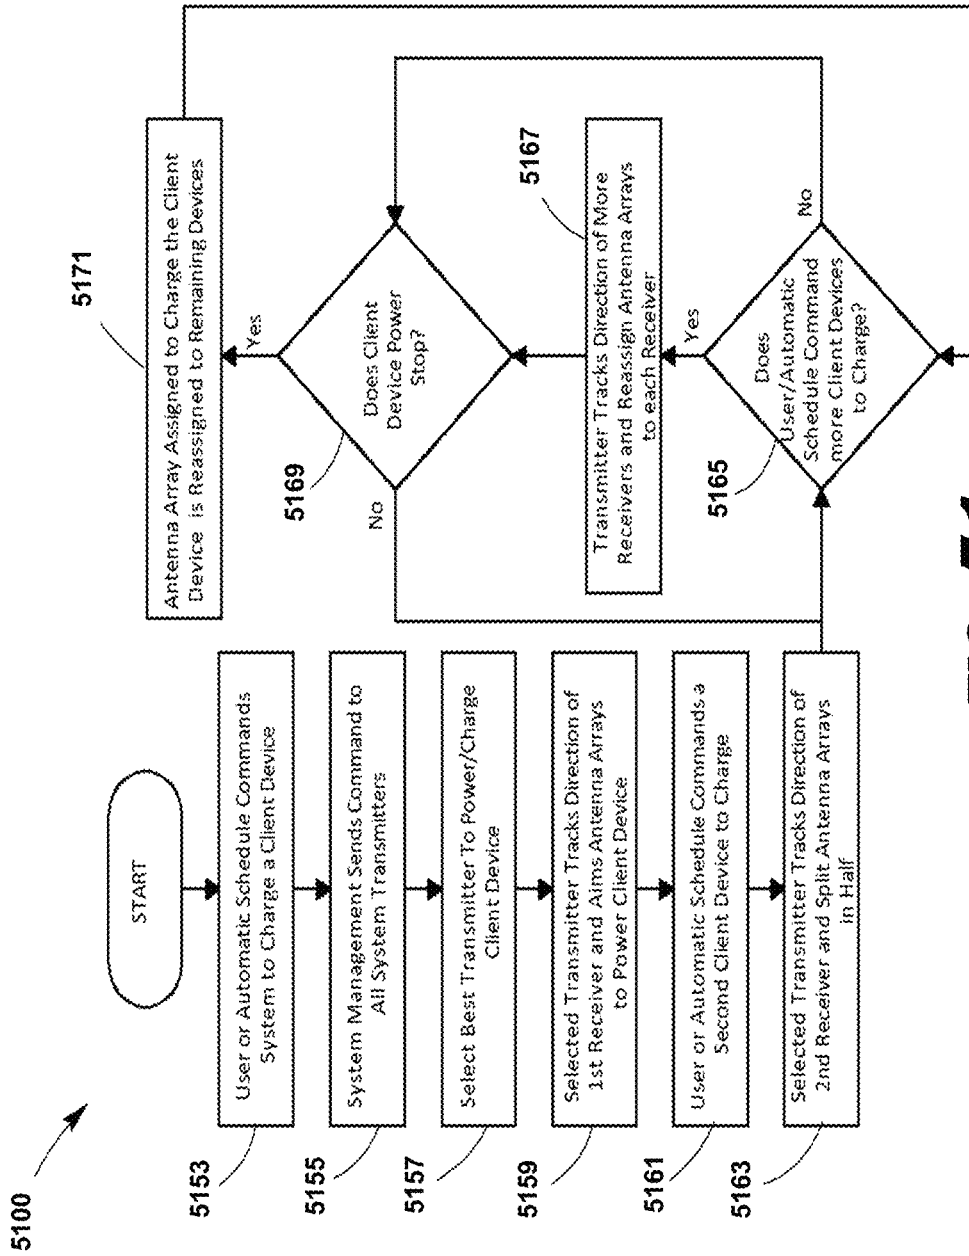 5100
START
5153
User or Automatic Schedule Commands
System to Charge a Client Device
5155
System Management Sends Command to
All System Transmitters
5157
Select Best Transmitter To Power/Charge
Client Device
5159
Selected Transmitter Tracks Direction of
1st Receiver and Aims Antenna Arrays
to Power Client Device
5161
User or Automatic Schedule Commands a
Second Client Device to Charge
5163
Selected Transmitter Tracks Direction of
2nd Receiver and Split Antenna Arrays
in Half
5165
Does
User/Automatic
Schedule Command
more Client Devices
to Charge?
Yes
No
5167
Transmitter Tracks Direction of More
Receivers and Reassign Antenna Arrays
to each Receiver
5169
Does Client
Device Power
Stop?
No
Yes
5171
Antenna Array Assigned to Charge the Client
Device is Reassigned to Remaining Devices